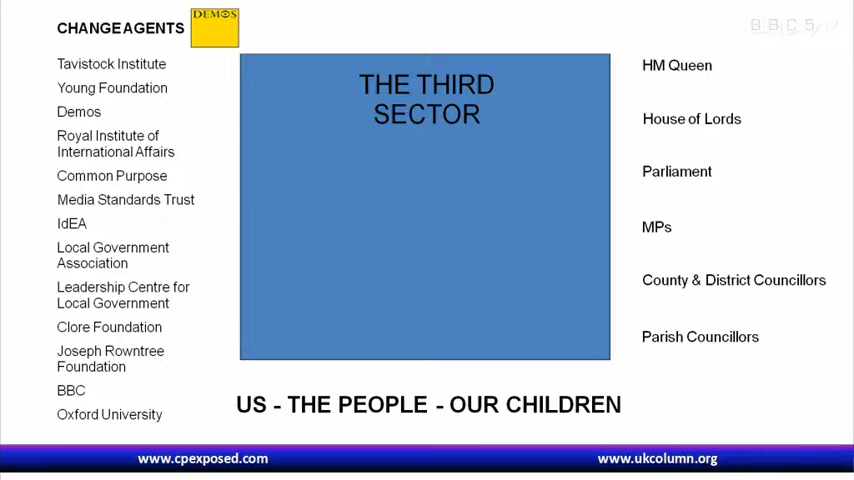 CHANGE AGENTS
DEMOS
BBC 5
Tavistock Institute
Young Foundation
Demos
Royal Institute of
International Affairs
Common Purpose
Media Standards Trust
IdEA
Local Government
Association
Leadership Centre for
Local Government
Clore Foundation
Joseph Rowntree
Foundation
BBC
Oxford University
THE THIRD
SECTOR
HM Queen
House of Lords
Parliament
MPs
County & District Councillors
Parish Councillors
US - THE PEOPLE - OUR CHILDREN
www.cpexposed.com
www.ukcolumn.org